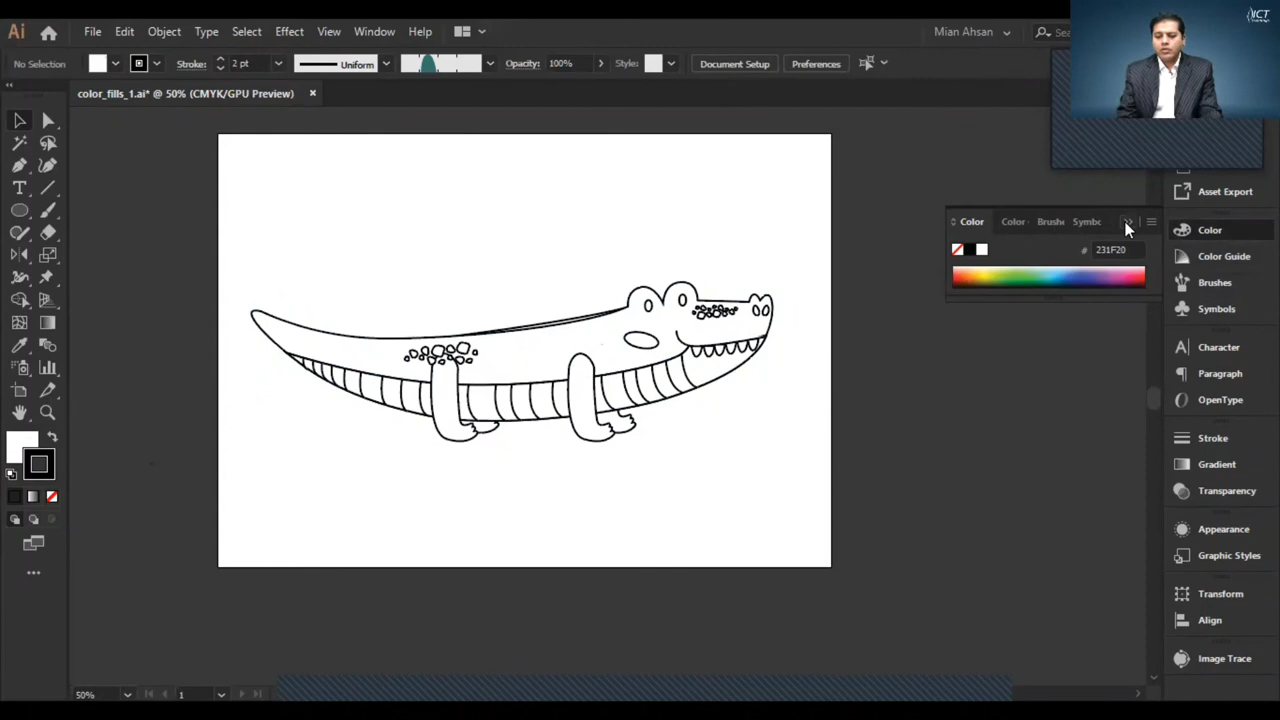 Ai File Edit Object Type Select Effect View Window Help Mian Ahsan
ICT
No Selection Stroke: 2 pt Uniform Opacity: 100% Style: Document Setup Preferences
color_fills_1.ai* @ 50% (CMYK/GPU Preview) ×
Asset Export
Color Color Brushe Symbc
# 231F20
Color
Color Guide
Brushes
Symbols
Character
Paragraph
OpenType
Stroke
Gradient
Transparency
Appearance
Graphic Styles
Transform
Align
Image Trace
50% 1